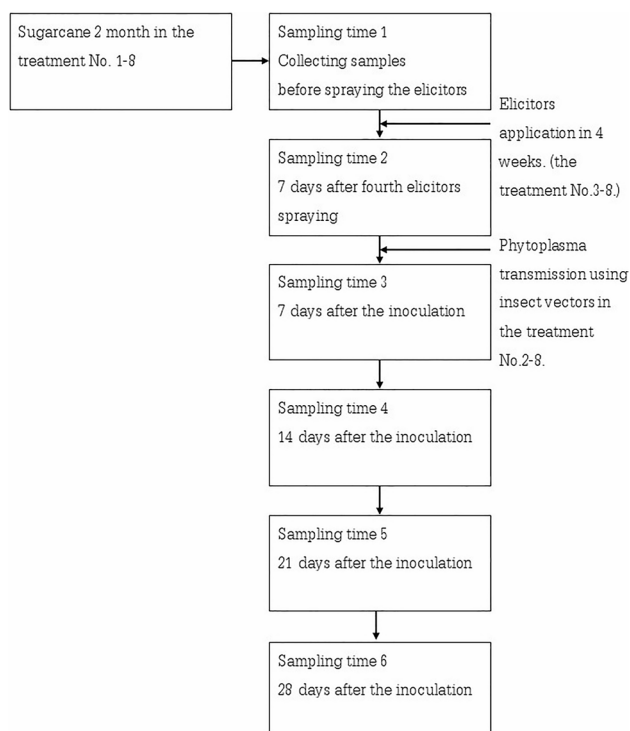 Sugarcane 2 month in the
treatment No. 1-8
Sampling time 1
Collecting samples
before spraying the elicitors
Elicitors
application in 4
weeks. (the
treatment No.3-8.)
Sampling time 2
7 days after fourth elicitors
spraying
Phytoplasma
transmission using
insect vectors in
the treatment
No.2-8.
Sampling time 3
7 days after the inoculation
Sampling time 4
14 days after the inoculation
Sampling time 5
21 days after the inoculation
Sampling time 6
28 days after the inoculation